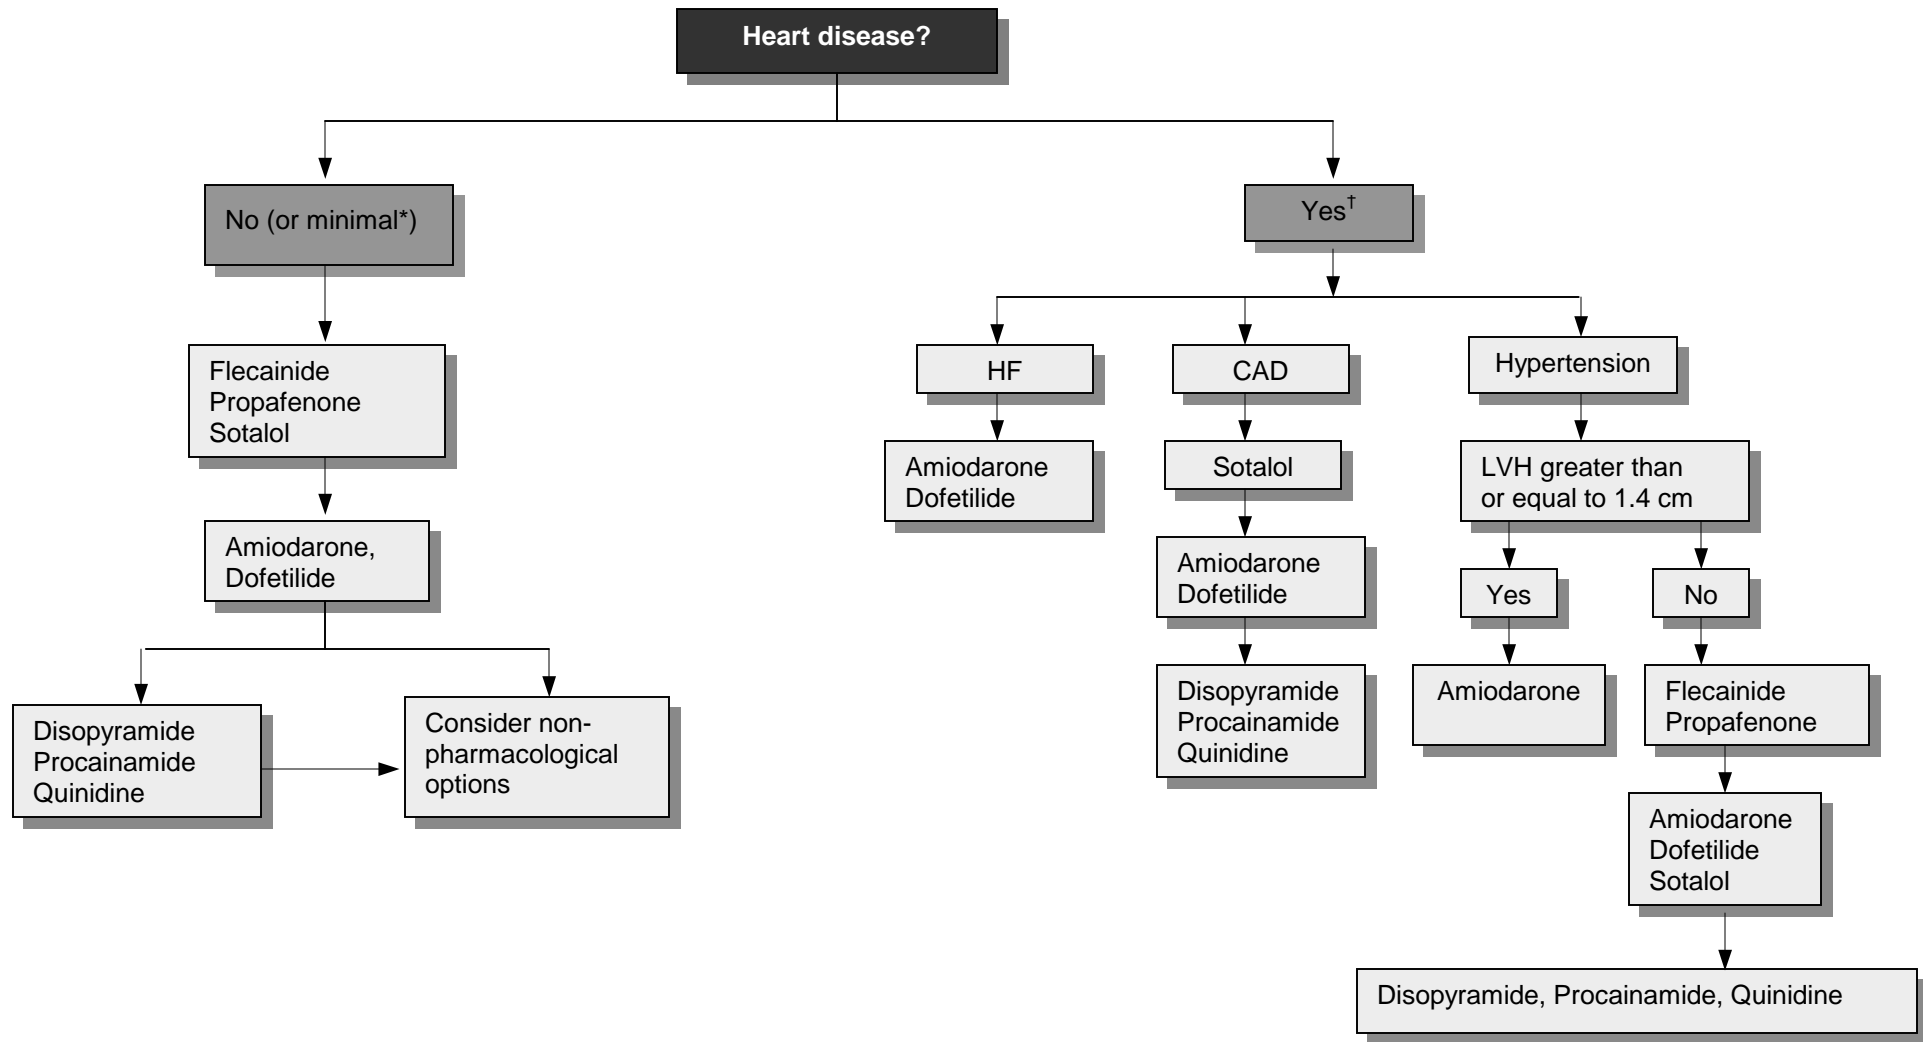 Heart disease?
No (or minimal*)
Yes†
Flecainide
Propafenone
Sotalol
Amiodarone,
Dofetilide
Disopyramide
Procainamide
Quinidine
Consider non-
pharmacological
options
HF
Amiodarone
Dofetilide
CAD
Sotalol
Amiodarone
Dofetilide
Disopyramide
Procainamide
Quinidine
Hypertension
LVH greater than
or equal to 1.4 cm
Yes
Amiodarone
No
Flecainide
Propafenone
Amiodarone
Dofetilide
Sotalol
Disopyramide, Procainamide, Quinidine